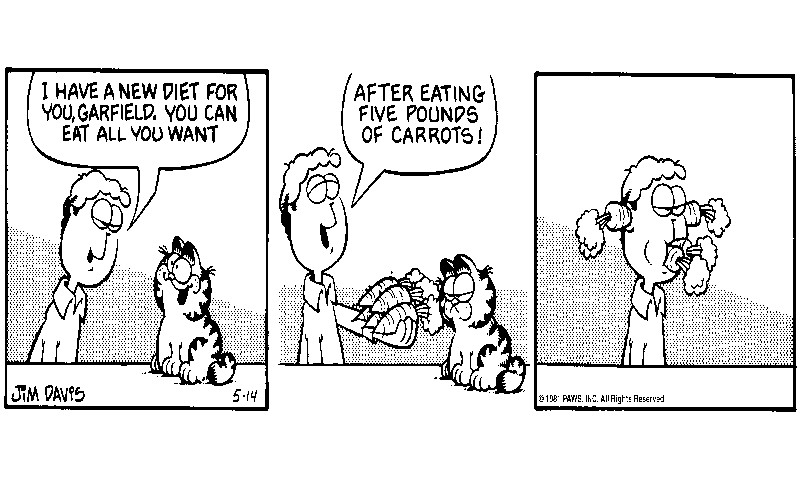 I HAVE A NEW DIET FOR
YOU, GARFIELD. YOU CAN
EAT ALL YOU WANT
AFTER EATING
FIVE POUNDS
OF CARROTS!
JIM DAVIS
5-14
© 1981 PAWS, INC. All Rights Reserved